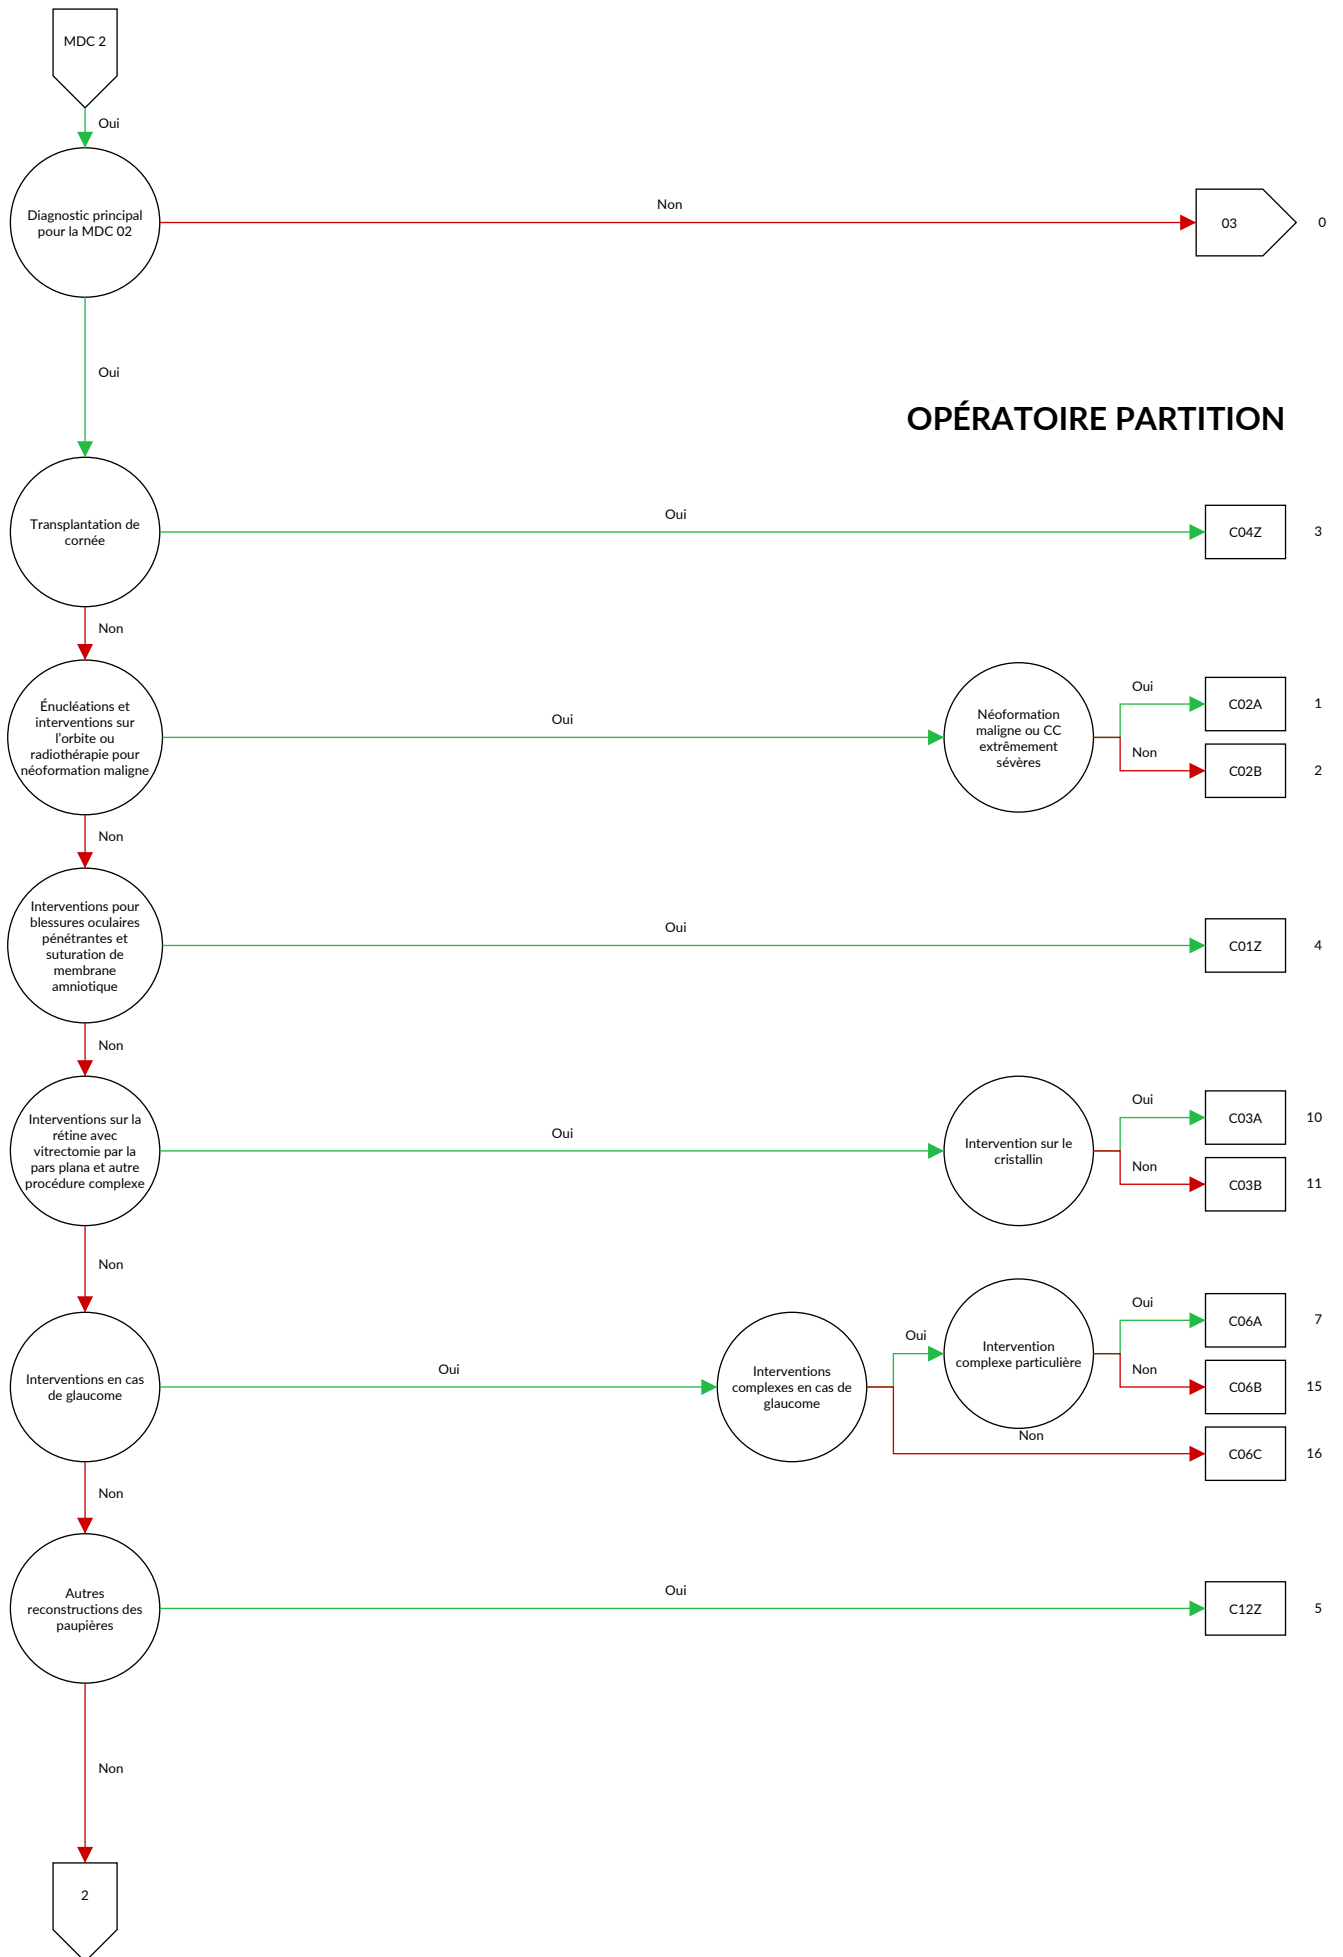 MDC 2
Oui
Diagnostic principal
pour la MDC 02
Non
03
0
Oui
OPÉRATOIRE PARTITION
Transplantation de
cornée
Oui
C04Z
3
Non
Énucléations et
interventions sur
l'orbite ou
radiothérapie pour
néoformation maligne
Oui
Néoformation
maligne ou CC
extrêmement
sévères
Oui
C02A
1
Non
C02B
2
Non
Interventions pour
blessures oculaires
pénétrantes et
suturation de
membrane
amniotique
Oui
C01Z
4
Non
Interventions sur la
rétine avec
vitrectomie par la
pars plana et autre
procédure complexe
Oui
Intervention sur le
cristallin
Oui
C03A
10
Non
C03B
11
Non
Interventions en cas
de glaucome
Oui
Interventions
complexes en cas de
glaucome
Oui
Intervention
complexe particulière
Oui
C06A
7
Non
C06B
15
Non
C06C
16
Non
Autres
reconstructions des
paupières
Oui
C12Z
5
Non
2